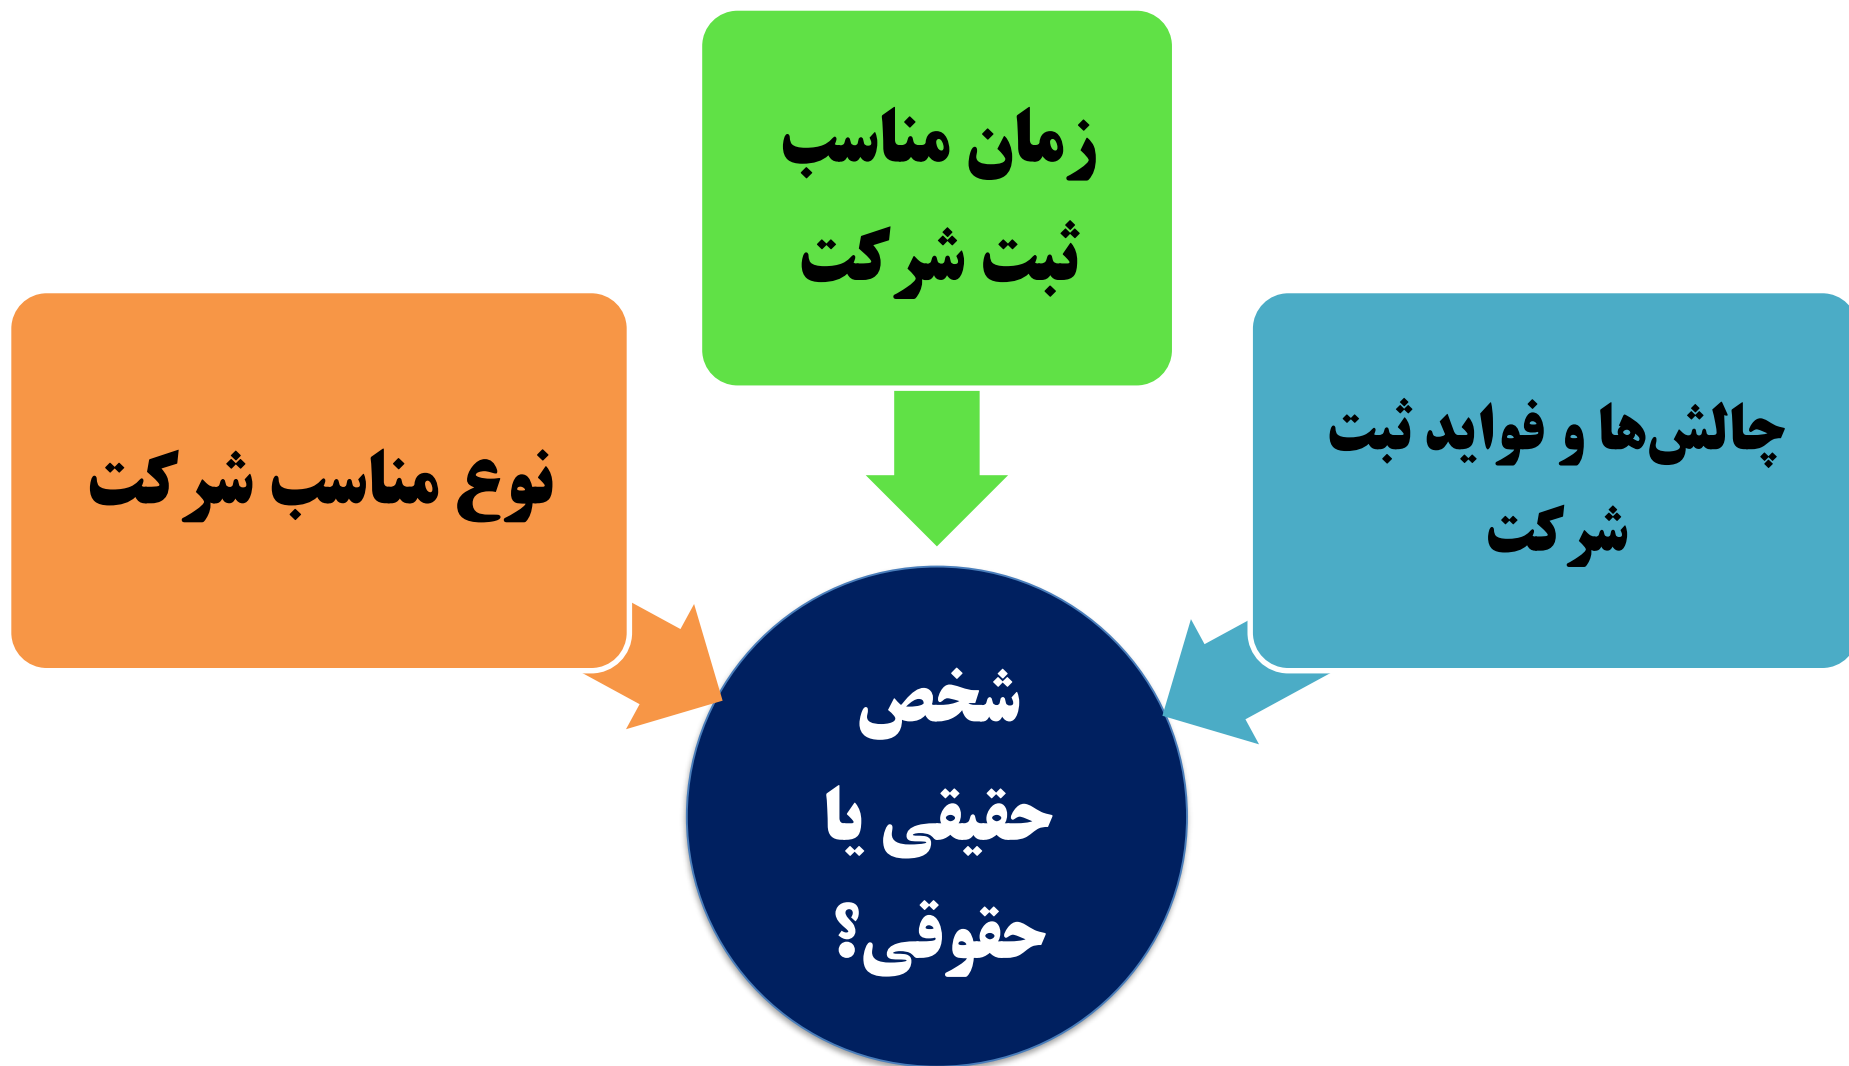 زمان مناسب
ثبت شرکت
چالش‌ها و فواید ثبت
شرکت
نوع مناسب شرکت
شخص
حقیقی یا
حقوقی؟